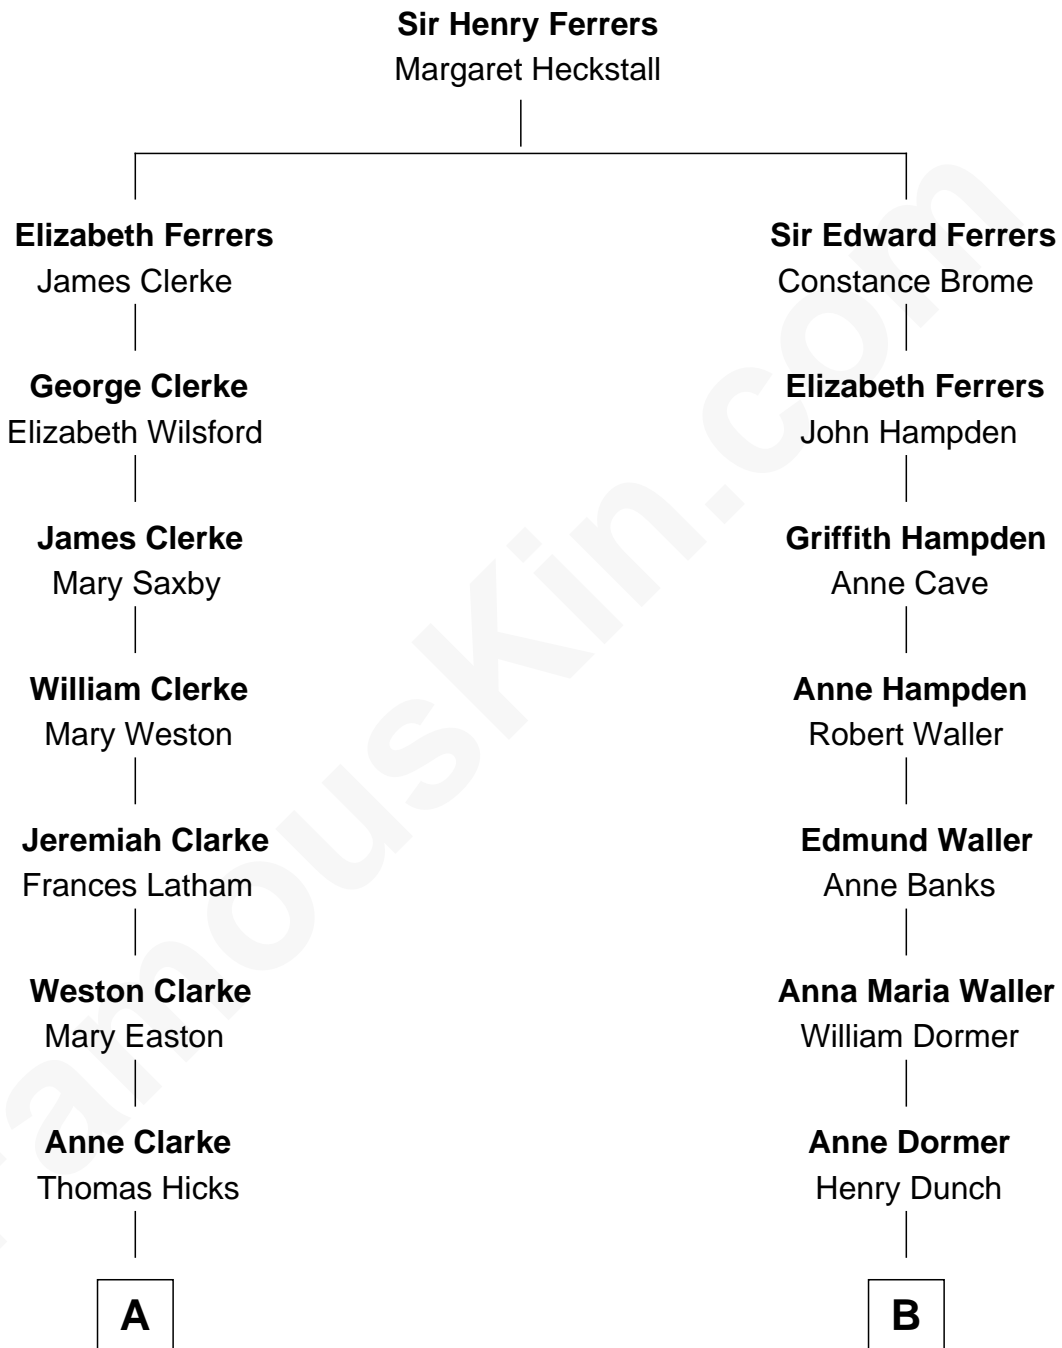 Sir Henry Ferrers
Margaret Heckstall
Elizabeth Ferrers
James Clerke
George Clerke
Elizabeth Wilsford
James Clerke
Mary Saxby
William Clerke
Mary Weston
Jeremiah Clarke
Frances Latham
Weston Clarke
Mary Easton
Anne Clarke
Thomas Hicks
A
Sir Edward Ferrers
Constance Brome
Elizabeth Ferrers
John Hampden
Griffith Hampden
Anne Cave
Anne Hampden
Robert Waller
Edmund Waller
Anne Banks
Anna Maria Waller
William Dormer
Anne Dormer
Henry Dunch
B
FamousKin.com